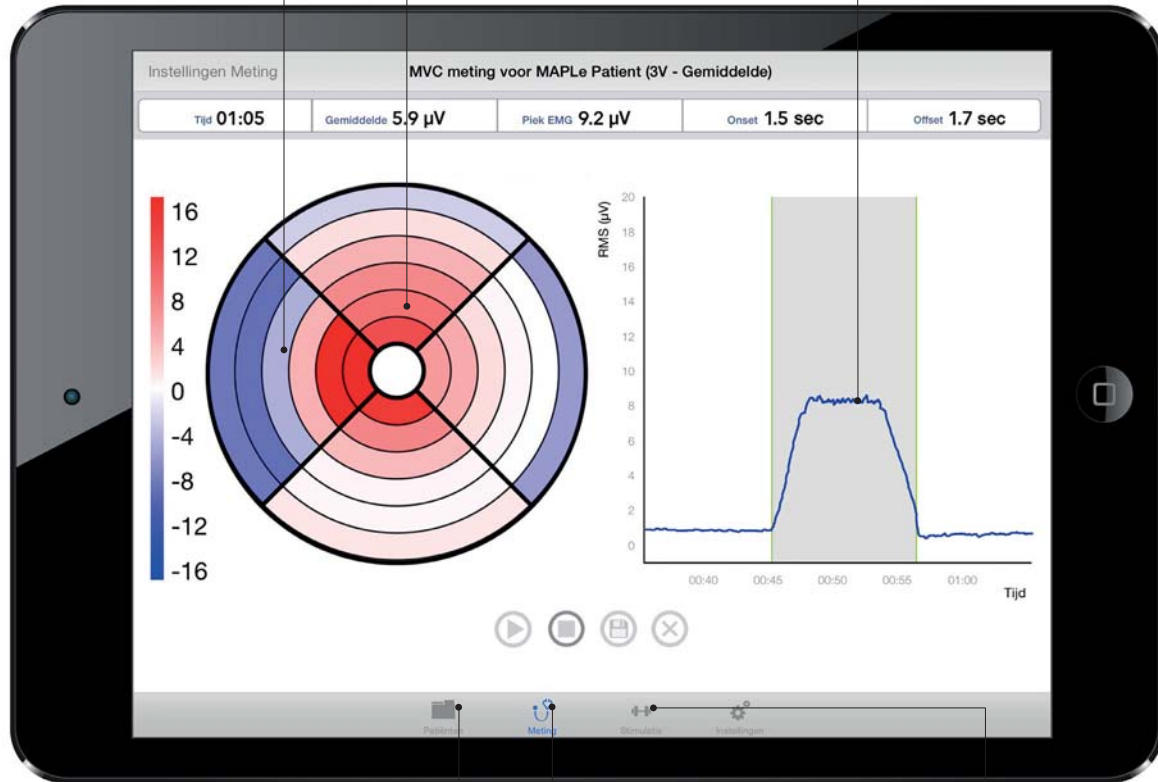 Instellingen Meting
MVC meting voor MAPLe Patient (3V - Gemiddelde)
Tijd 01:05
Gemiddelde 5.9 µV
Piek EMG 9.2 µV
Onset 1.5 sec
Offset 1.7 sec
16
12
8
4
0
-4
-8
-12
-16
RMS (µV)
20
18
16
14
12
10
8
6
4
2
0
00:40
00:45
00:50
00:55
01:00
Tijd
Patiënten
Meting
Stimulatie
Instellingen